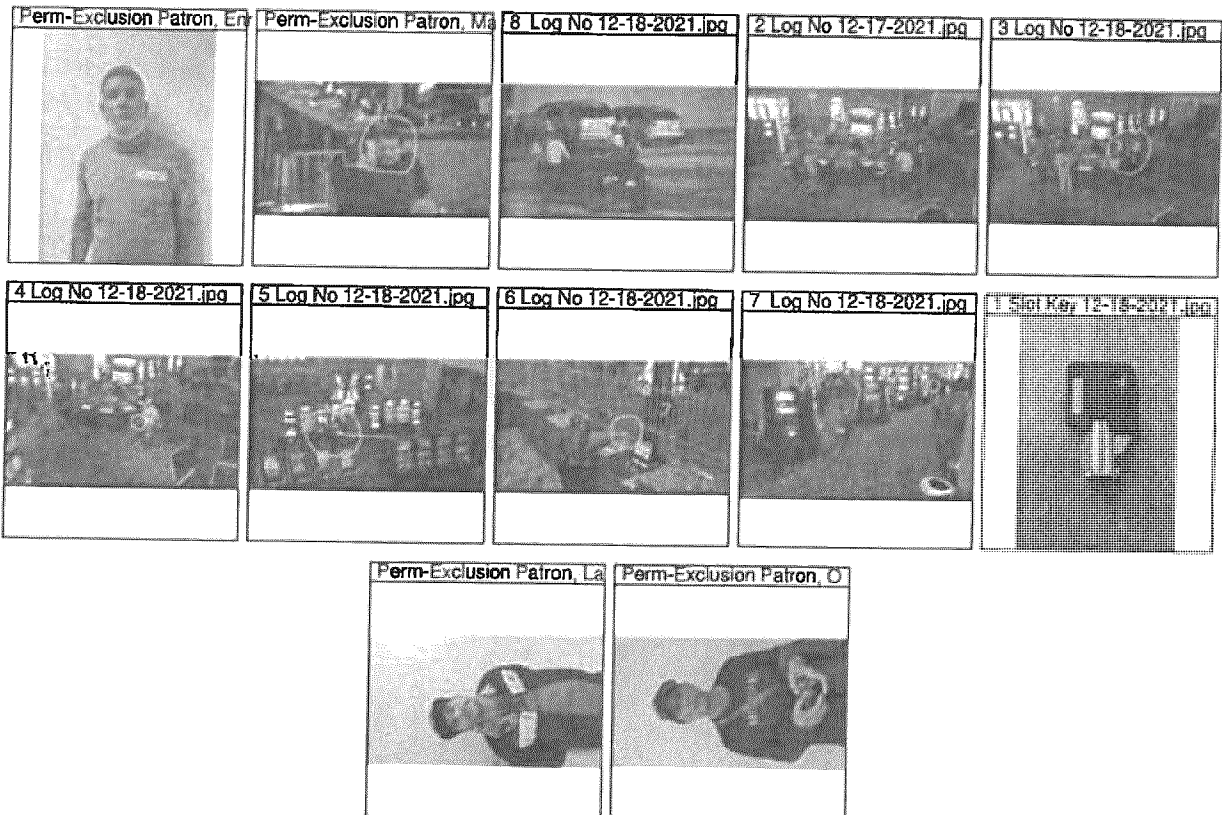 Perm-Exclusion Patron, Eri
Perm-Exclusion Patron, Ma
8 Log No 12-18-2021.jpg
2 Log No 12-17-2021.jpg
3 Log No 12-18-2021.jpg
4 Log No 12-18-2021.jpg
5 Log No 12-18-2021.jpg
6 Log No 12-18-2021.jpg
7 Log No 12-18-2021.jpg
1 Slot Key 12-18-2021.jpg
Perm-Exclusion Patron, La
Perm-Exclusion Patron, O